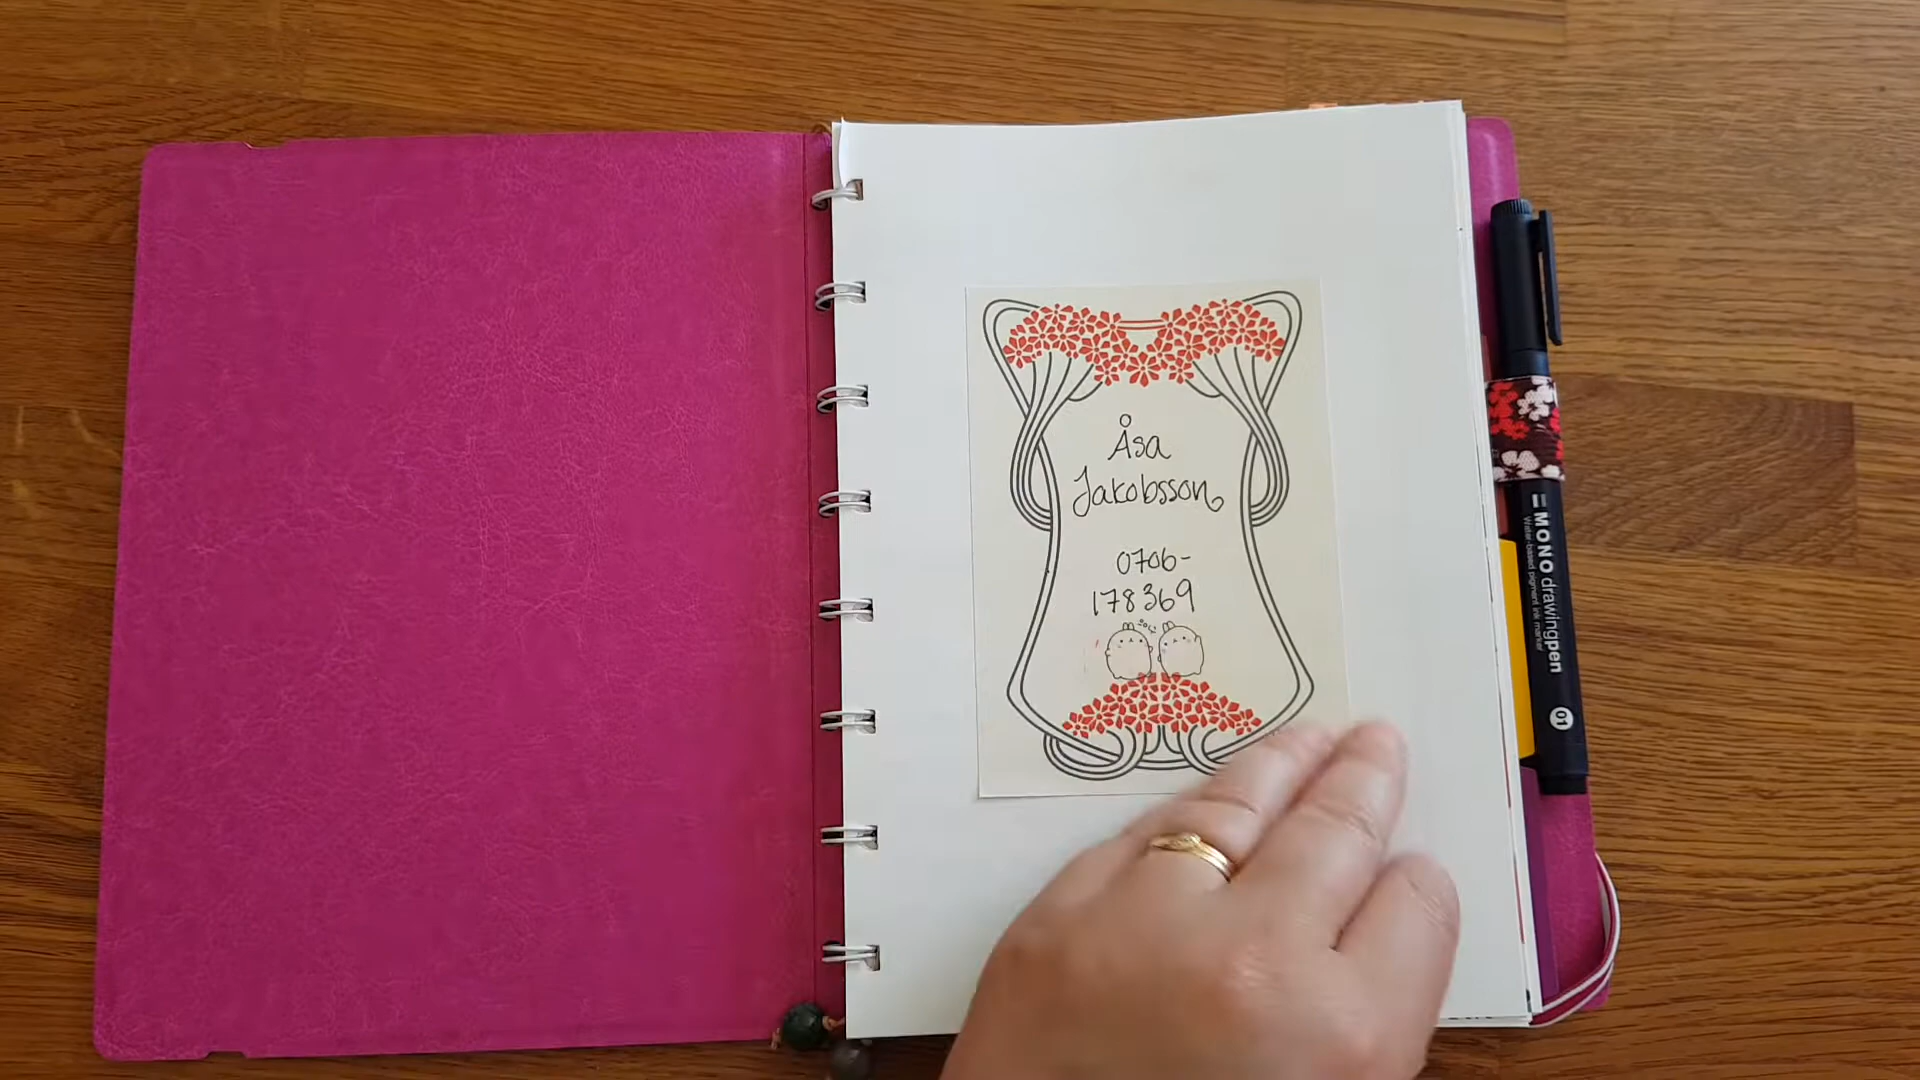 Åsa
Jakobsson
0706-
178369
MONO drawingpen
Water-based pigment ink marker
01